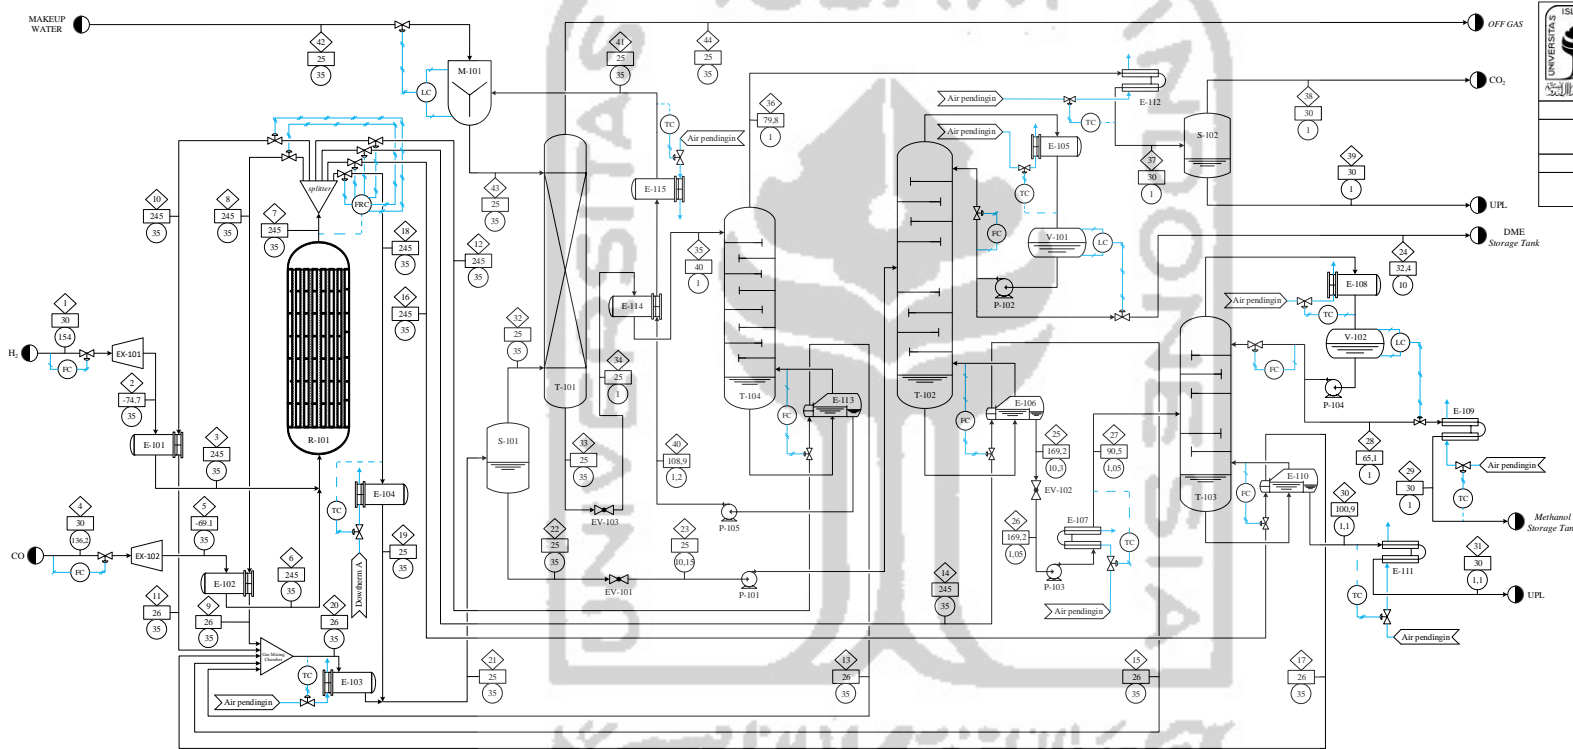 MAKEUP
WATER
42
25
35
M-101
LC
41
25
35
44
25
35
OFF GAS
UNIVERSITAS
TC
Air pendingin
E-115
36
79,8
1
Air pendingin
Air pendingin
E-112
TC
E-105
TC
S-102
38
30
1
CO₂
37
30
1
39
30
1
UPL
10
245
35
8
245
35
7
245
35
splitter
FRC
18
245
35
16
245
35
12
245
35
43
25
35
35
40
1
FC
V-101
LC
P-102
DME
Storage Tank
24
32,4
10
E-108
Air pendingin
TC
V-102
LC
FC
P-104
1
30
154
H₂
FC
EX-101
2
-74.7
35
E-101
3
245
35
R-101
32
25
35
T-101
E-114
34
25
1
T-104
FC
E-113
T-102
FC
E-106
25
169,2
10,3
27
90,5
1,05
28
65,1
1
E-109
Air pendingin
TC
29
30
1
Methanol
Storage Tank
4
30
136,2
CO
FC
EX-102
5
-69.1
35
E-102
6
245
35
E-104
TC
Dowtherm A
19
25
35
S-101
33
25
35
EV-103
40
108,9
1,2
P-105
EV-102
26
169,2
1,05
E-107
TC
P-103
Air pendingin
T-103
FC
E-110
30
100,9
1,1
E-111
TC
Air pendingin
31
30
1,1
UPL
11
26
35
9
26
35
20
26
35
Gas Mixing
Chamber
TC
E-103
Air pendingin
21
25
35
22
25
35
EV-101
23
25
10,15
P-101
14
245
35
13
26
35
15
26
35
17
26
35
UNIVERSITAS
INDONESIA